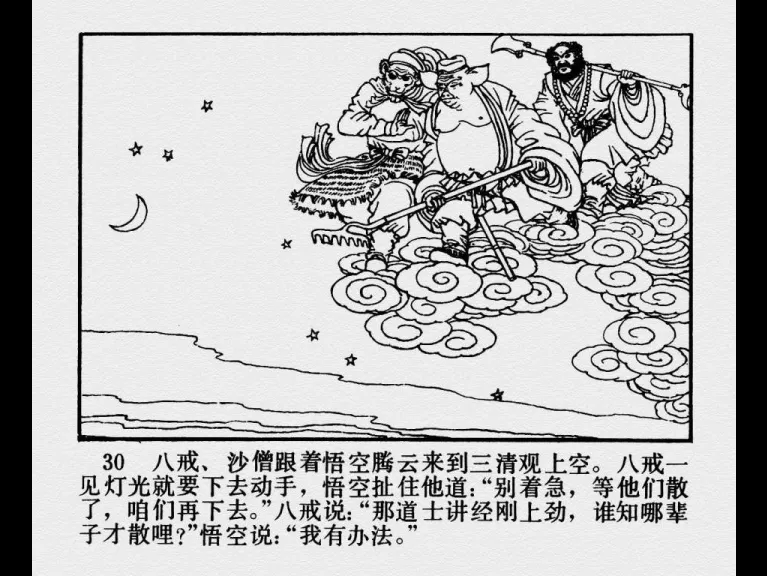 30 八戒、沙僧跟着悟空腾云来到三清观上空。八戒一
见灯光就要下去动手，悟空扯住他道：“别着急，等他们散
了，咱们再下去。”八戒说：“那道士讲经刚上劲，谁知哪辈
子才散哩？”悟空说：“我有办法。”